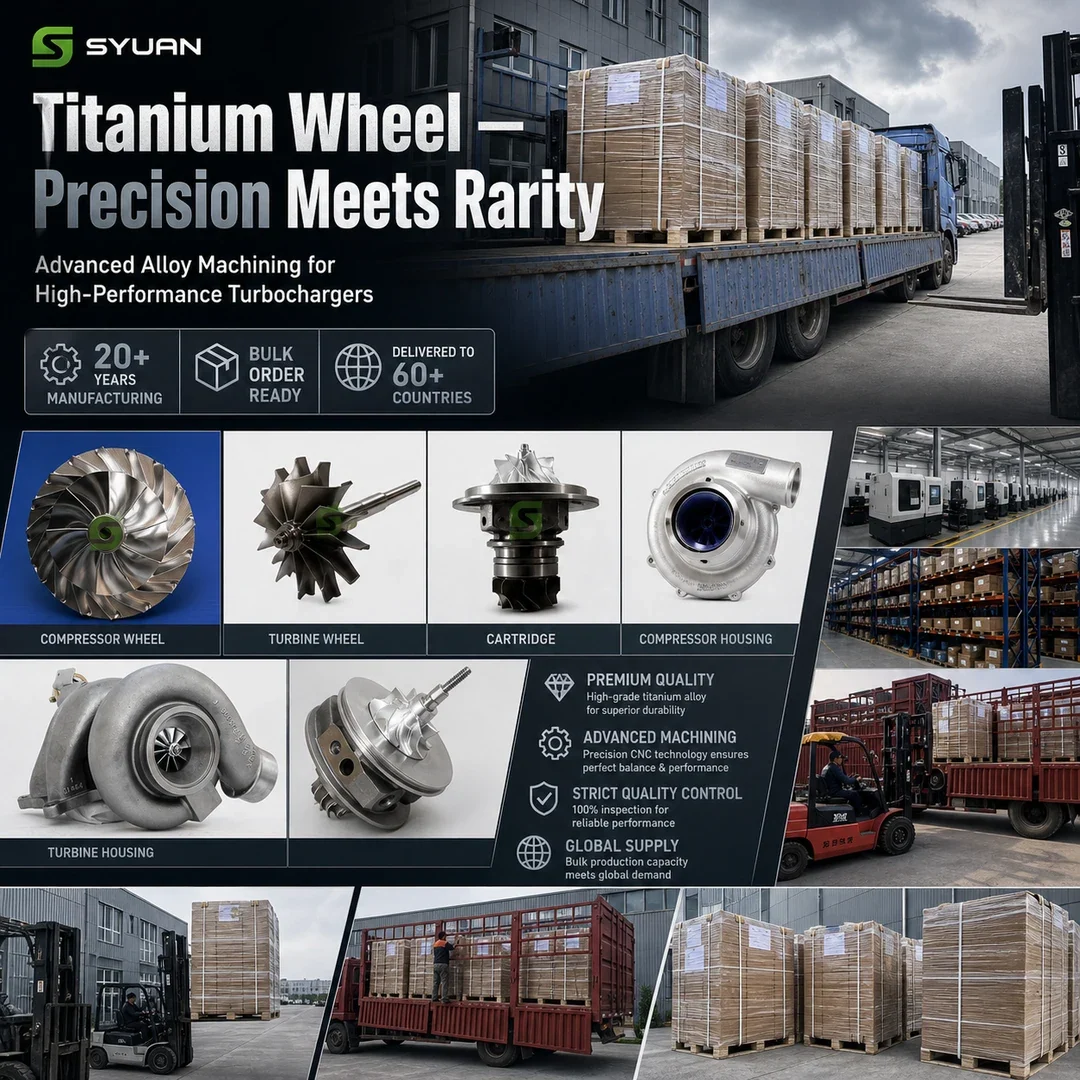 SYUAN
Titanium Wheel —
Precision Meets Rarity
Advanced Alloy Machining for
High-Performance Turbochargers
20+
YEARS
MANUFACTURING
BULK
ORDER
READY
DELIVERED TO
60+
COUNTRIES
COMPRESSOR WHEEL
TURBINE WHEEL
CARTRIDGE
COMPRESSOR HOUSING
TURBINE HOUSING
PREMIUM QUALITY
High-grade titanium alloy
for superior durability
ADVANCED MACHINING
Precision CNC technology ensures
perfect balance & performance
STRICT QUALITY CONTROL
100% inspection for
reliable performance
GLOBAL SUPPLY
Bulk production capacity
meets global demand